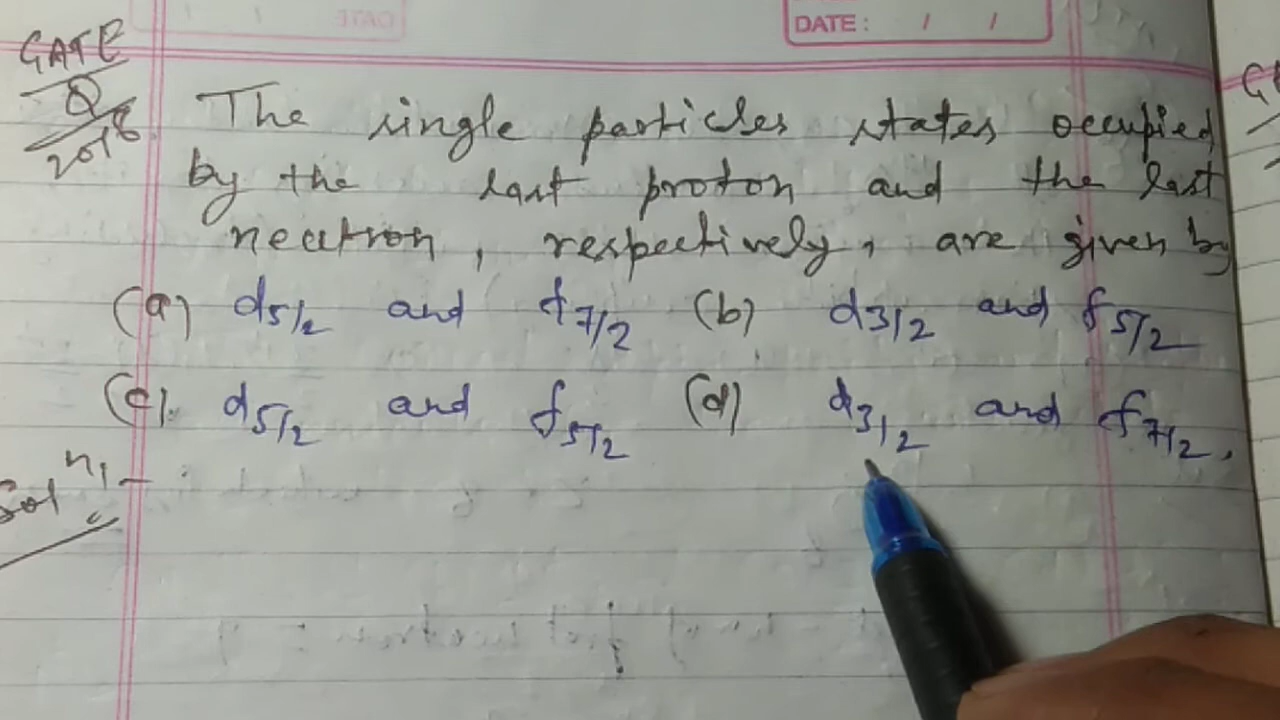 DATE: / /
GATE
Q
2018
The single particles states occupied
by the last proton and the last
neutron, respectively, are given by
(a) d5/2 and f7/2 (b) d3/2 and f5/2
(c) d5/2 and f5/2 (d) d3/2 and f7/2.
Solⁿ,-